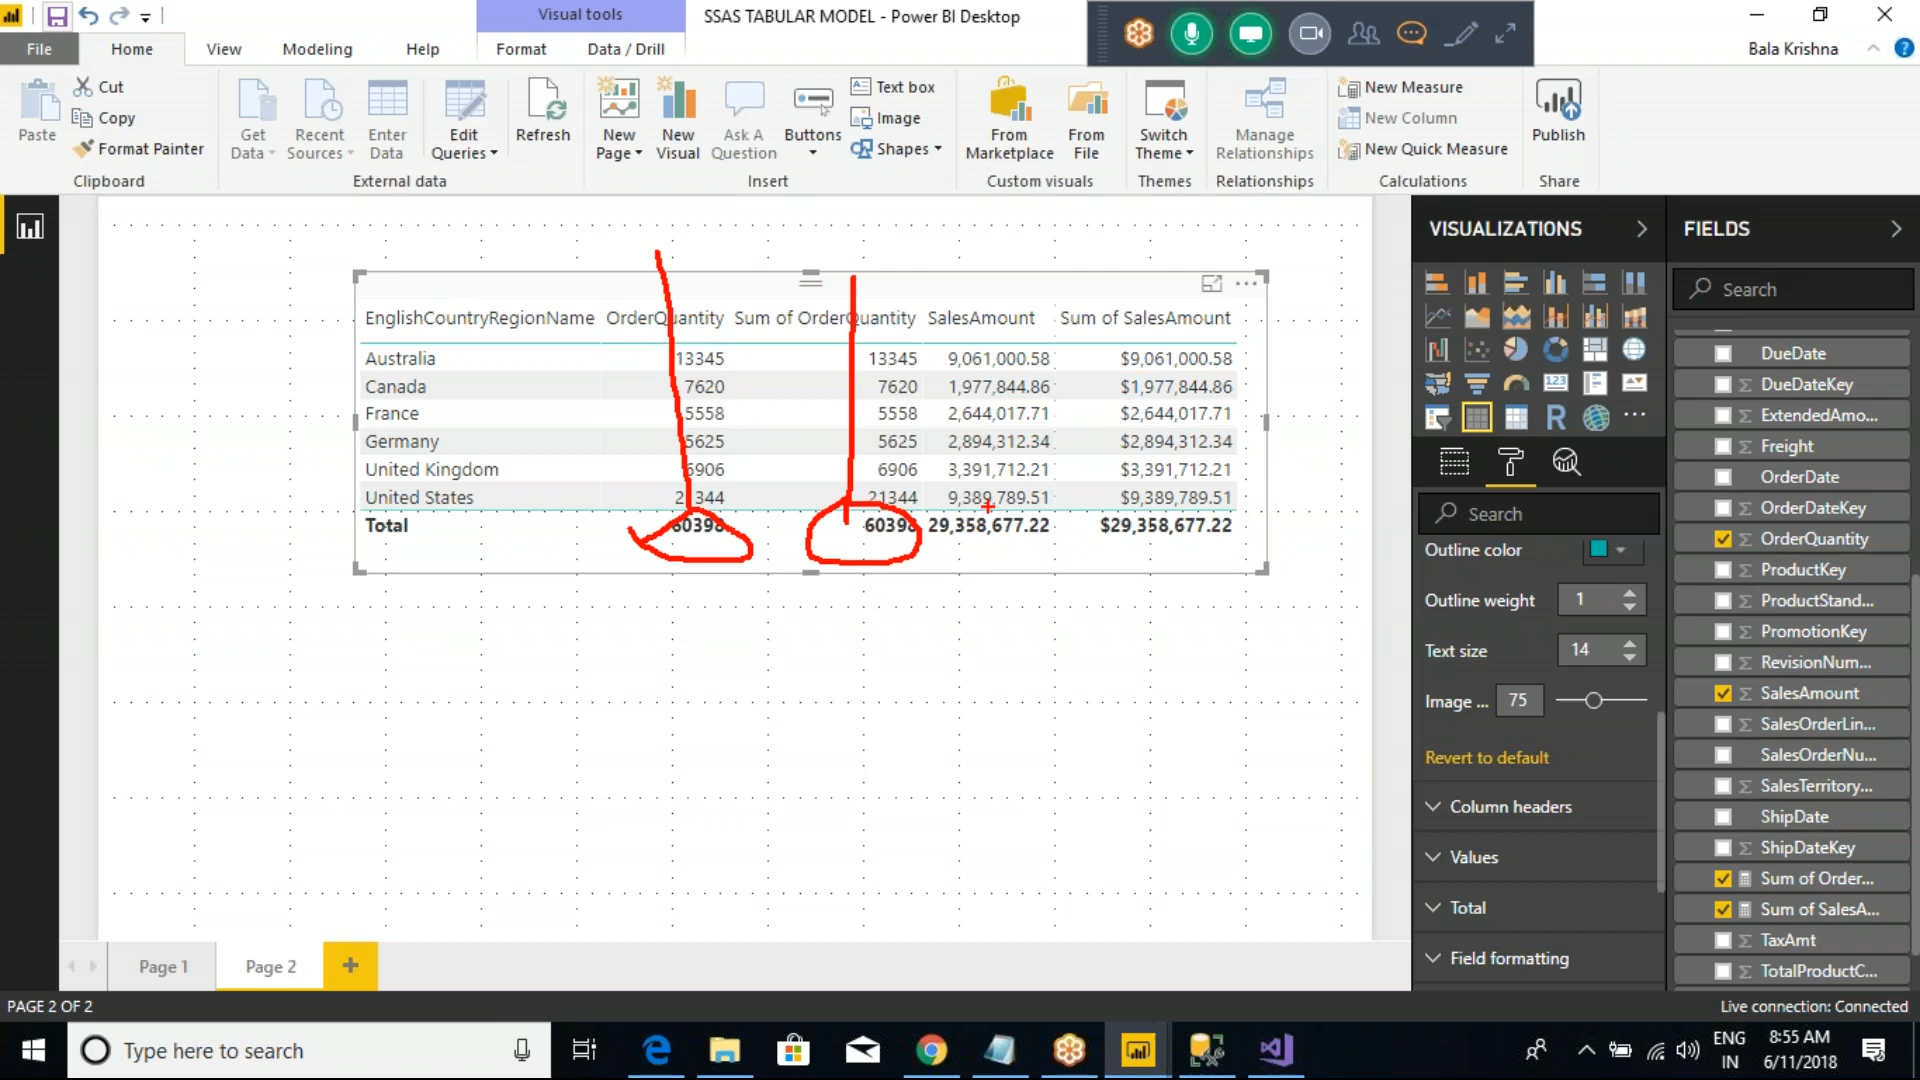 Visual tools
SSAS TABULAR MODEL - Power BI Desktop
File Home View Modeling Help Format Data / Drill
Bala Krishna
Paste
Cut
Copy
Format Painter
Get Data
Recent Sources
Enter Data
Edit Queries
Refresh
New Page
New Visual
Ask A Question
Buttons
Text box
Image
Shapes
From Marketplace
From File
Switch Theme
Manage Relationships
New Measure
New Column
New Quick Measure
Publish
Clipboard External data Insert Custom visuals Themes Relationships Calculations Share
EnglishCountryRegionName OrderQuantity Sum of OrderQuantity SalesAmount Sum of SalesAmount
Australia 13345 13345 9,061,000.58 $9,061,000.58
Canada 7620 7620 1,977,844.86 $1,977,844.86
France 5558 5558 2,644,017.71 $2,644,017.71
Germany 5625 5625 2,894,312.34 $2,894,312.34
United Kingdom 6906 6906 3,391,712.21 $3,391,712.21
United States 21344 21344 9,389,789.51 $9,389,789.51
Total 60398 60398 29,358,677.22 $29,358,677.22
VISUALIZATIONS
123
R
Search
Outline color
Outline weight 1
Text size 14
Image ... 75
Revert to default
Column headers
Values
Total
Field formatting
FIELDS
Search
DueDate
DueDateKey
ExtendedAmo...
Freight
OrderDate
OrderDateKey
OrderQuantity
ProductKey
ProductStand...
PromotionKey
RevisionNum...
SalesAmount
SalesOrderLin...
SalesOrderNu...
SalesTerritory...
ShipDate
ShipDateKey
Sum of Order...
Sum of SalesA...
TaxAmt
TotalProductC...
Page 1 Page 2
PAGE 2 OF 2
Live connection: Connected
Type here to search
ENG
IN
8:55 AM
6/11/2018